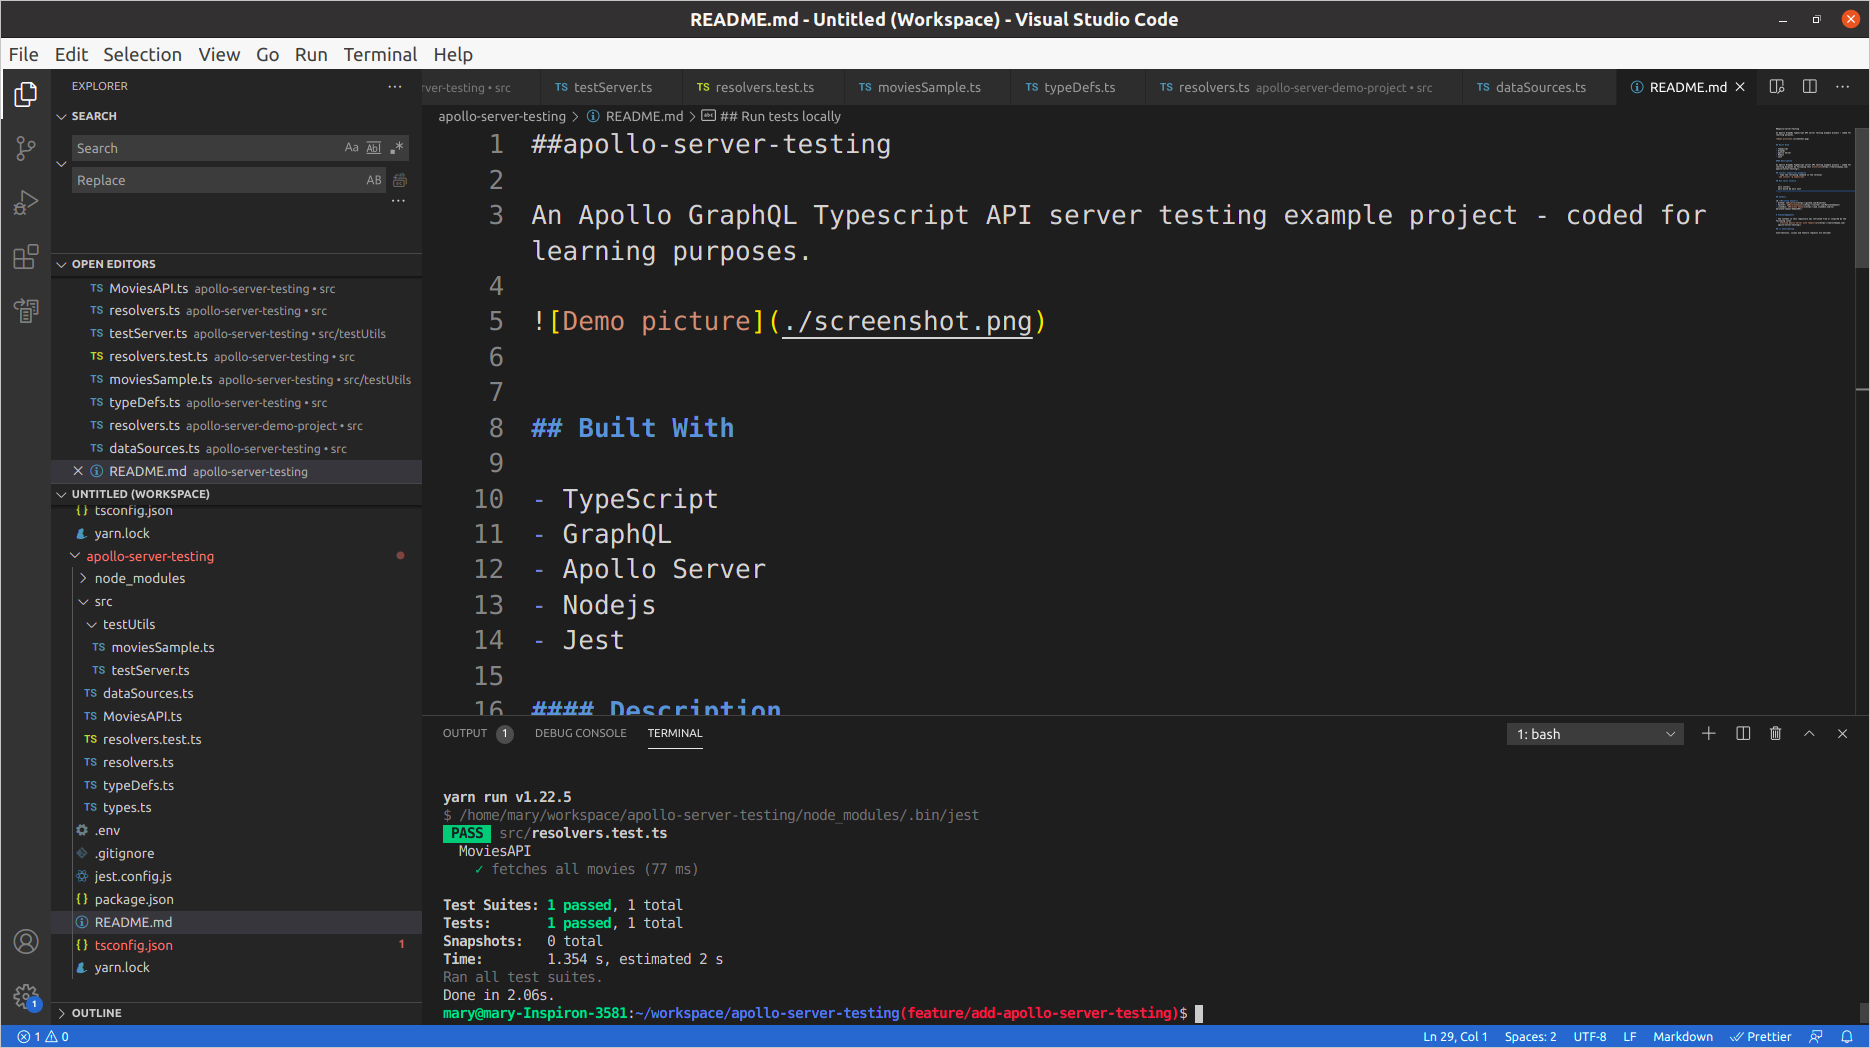 README.md - Untitled (Workspace) - Visual Studio Code
File Edit Selection View Go Run Terminal Help
EXPLORER
SEARCH
Search Aa Abl .*
Replace AB
OPEN EDITORS
TS MoviesAPI.ts apollo-server-testing • src
TS resolvers.ts apollo-server-testing • src
TS testServer.ts apollo-server-testing • src/testUtils
TS resolvers.test.ts apollo-server-testing • src
TS moviesSample.ts apollo-server-testing • src/testUtils
TS typeDefs.ts apollo-server-testing • src
TS resolvers.ts apollo-server-demo-project • src
TS dataSources.ts apollo-server-testing • src
README.md apollo-server-testing
UNTITLED (WORKSPACE)
{} tsconfig.json
yarn.lock
apollo-server-testing
node_modules
src
testUtils
TS moviesSample.ts
TS testServer.ts
TS dataSources.ts
TS MoviesAPI.ts
TS resolvers.test.ts
TS resolvers.ts
TS typeDefs.ts
TS types.ts
.env
.gitignore
jest.config.js
{} package.json
README.md
{} tsconfig.json 1
yarn.lock
OUTLINE
1
rver-testing • src TS testServer.ts TS resolvers.test.ts TS moviesSample.ts TS typeDefs.ts TS resolvers.ts apollo-server-demo-project • src TS dataSources.ts README.md
apollo-server-testing > README.md > abc ## Run tests locally
1 ##apollo-server-testing
2
3 An Apollo GraphQL Typescript API server testing example project - coded for
learning purposes.
4
5 ![Demo picture](./screenshot.png)
6
7
8 ## Built With
9
10 - TypeScript
11 - GraphQL
12 - Apollo Server
13 - Nodejs
14 - Jest
15
16 #### Description
OUTPUT 1 DEBUG CONSOLE TERMINAL 1: bash
yarn run v1.22.5
$ /home/mary/workspace/apollo-server-testing/node_modules/.bin/jest
PASS src/resolvers.test.ts
MoviesAPI
✓ fetches all movies (77 ms)
Test Suites: 1 passed, 1 total
Tests: 1 passed, 1 total
Snapshots: 0 total
Time: 1.354 s, estimated 2 s
Ran all test suites.
Done in 2.06s.
mary@mary-Inspiron-3581:~/workspace/apollo-server-testing(feature/add-apollo-server-testing)$
1 0 Ln 29, Col 1 Spaces: 2 UTF-8 LF Markdown Prettier